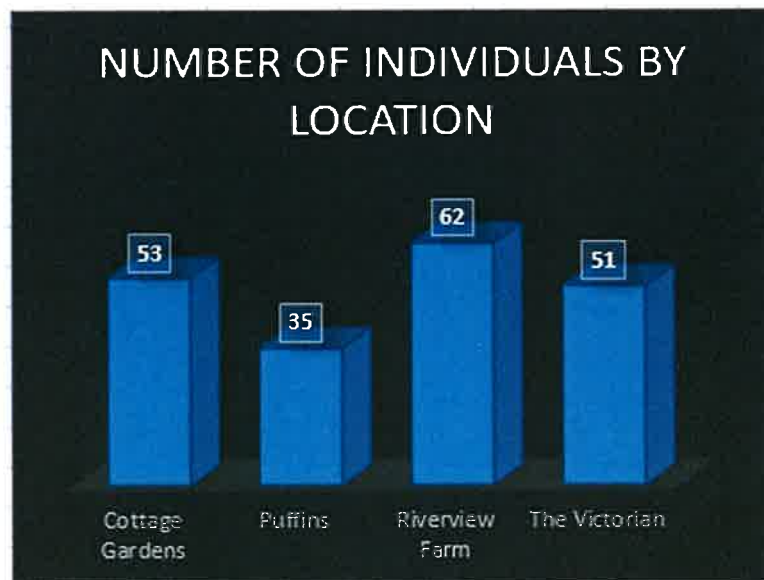 NUMBER OF INDIVIDUALS BY
LOCATION
53
35
62
51
Cottage
Gardens
Puffins
Riverview
Farm
The Victorian